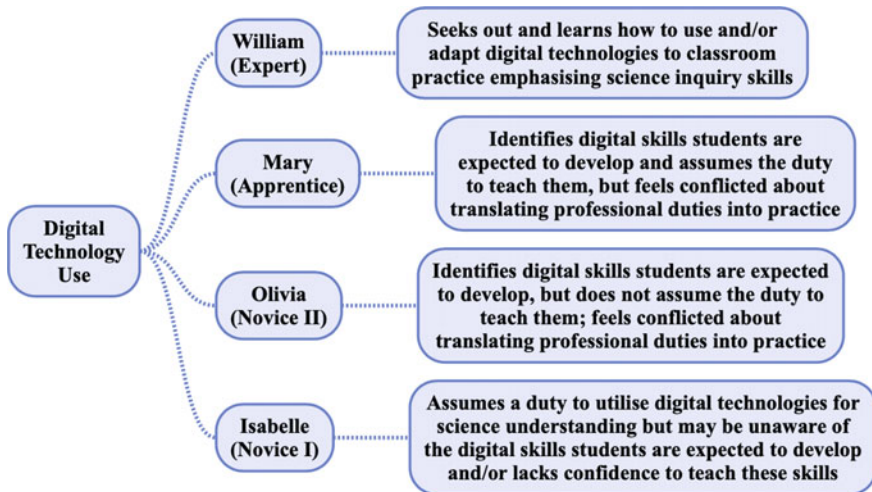 Digital
Technology
Use
William
(Expert)
Seeks out and learns how to use and/or
adapt digital technologies to classroom
practice emphasising science inquiry skills
Mary
(Apprentice)
Identifies digital skills students are
expected to develop and assumes the duty
to teach them, but feels conflicted about
translating professional duties into practice
Olivia
(Novice II)
Identifies digital skills students are expected
to develop, but does not assume the duty to
teach them; feels conflicted about
translating professional duties into practice
Isabelle
(Novice I)
Assumes a duty to utilise digital technologies for
science understanding but may be unaware of
the digital skills students are expected to develop
and/or lacks confidence to teach these skills